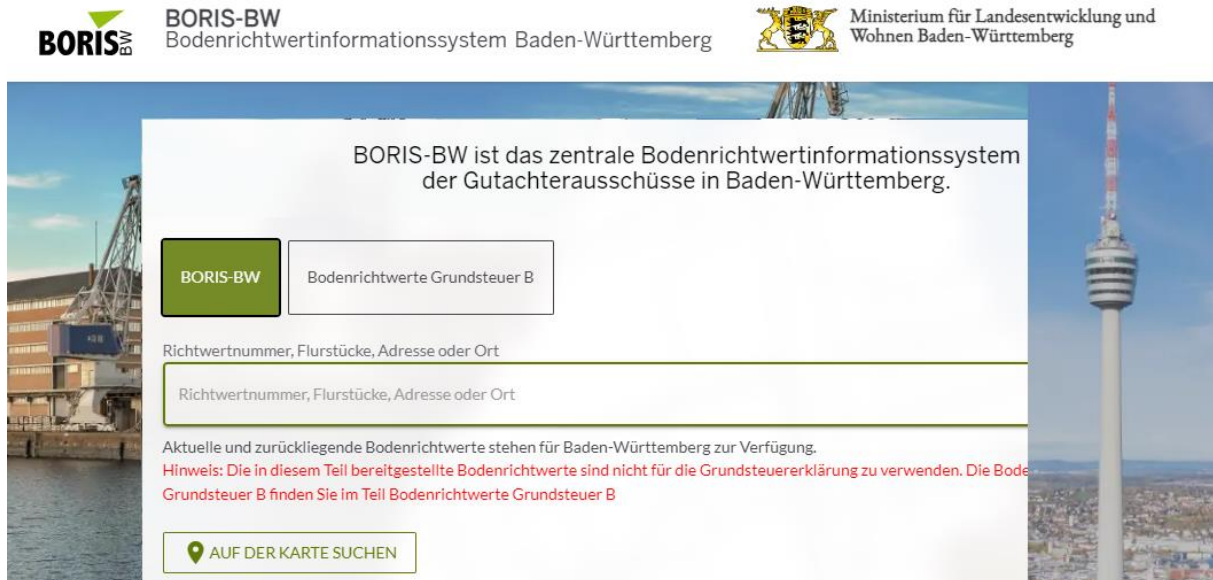 BORIS BW
BORIS-BW
Bodenrichtwertinformationssystem Baden-Württemberg
Ministerium für Landesentwicklung und
Wohnen Baden-Württemberg
BORIS-BW ist das zentrale Bodenrichtwertinformationssystem
der Gutachterausschüsse in Baden-Württemberg.
BORIS-BW
Bodenrichtwerte Grundsteuer B
Richtwertnummer, Flurstücke, Adresse oder Ort
Richtwertnummer, Flurstücke, Adresse oder Ort
Aktuelle und zurückliegende Bodenrichtwerte stehen für Baden-Württemberg zur Verfügung.
Hinweis: Die in diesem Teil bereitgestellte Bodenrichtwerte sind nicht für die Grundsteuererklärung zu verwenden. Die Bode
Grundsteuer B finden Sie im Teil Bodenrichtwerte Grundsteuer B
AUF DER KARTE SUCHEN